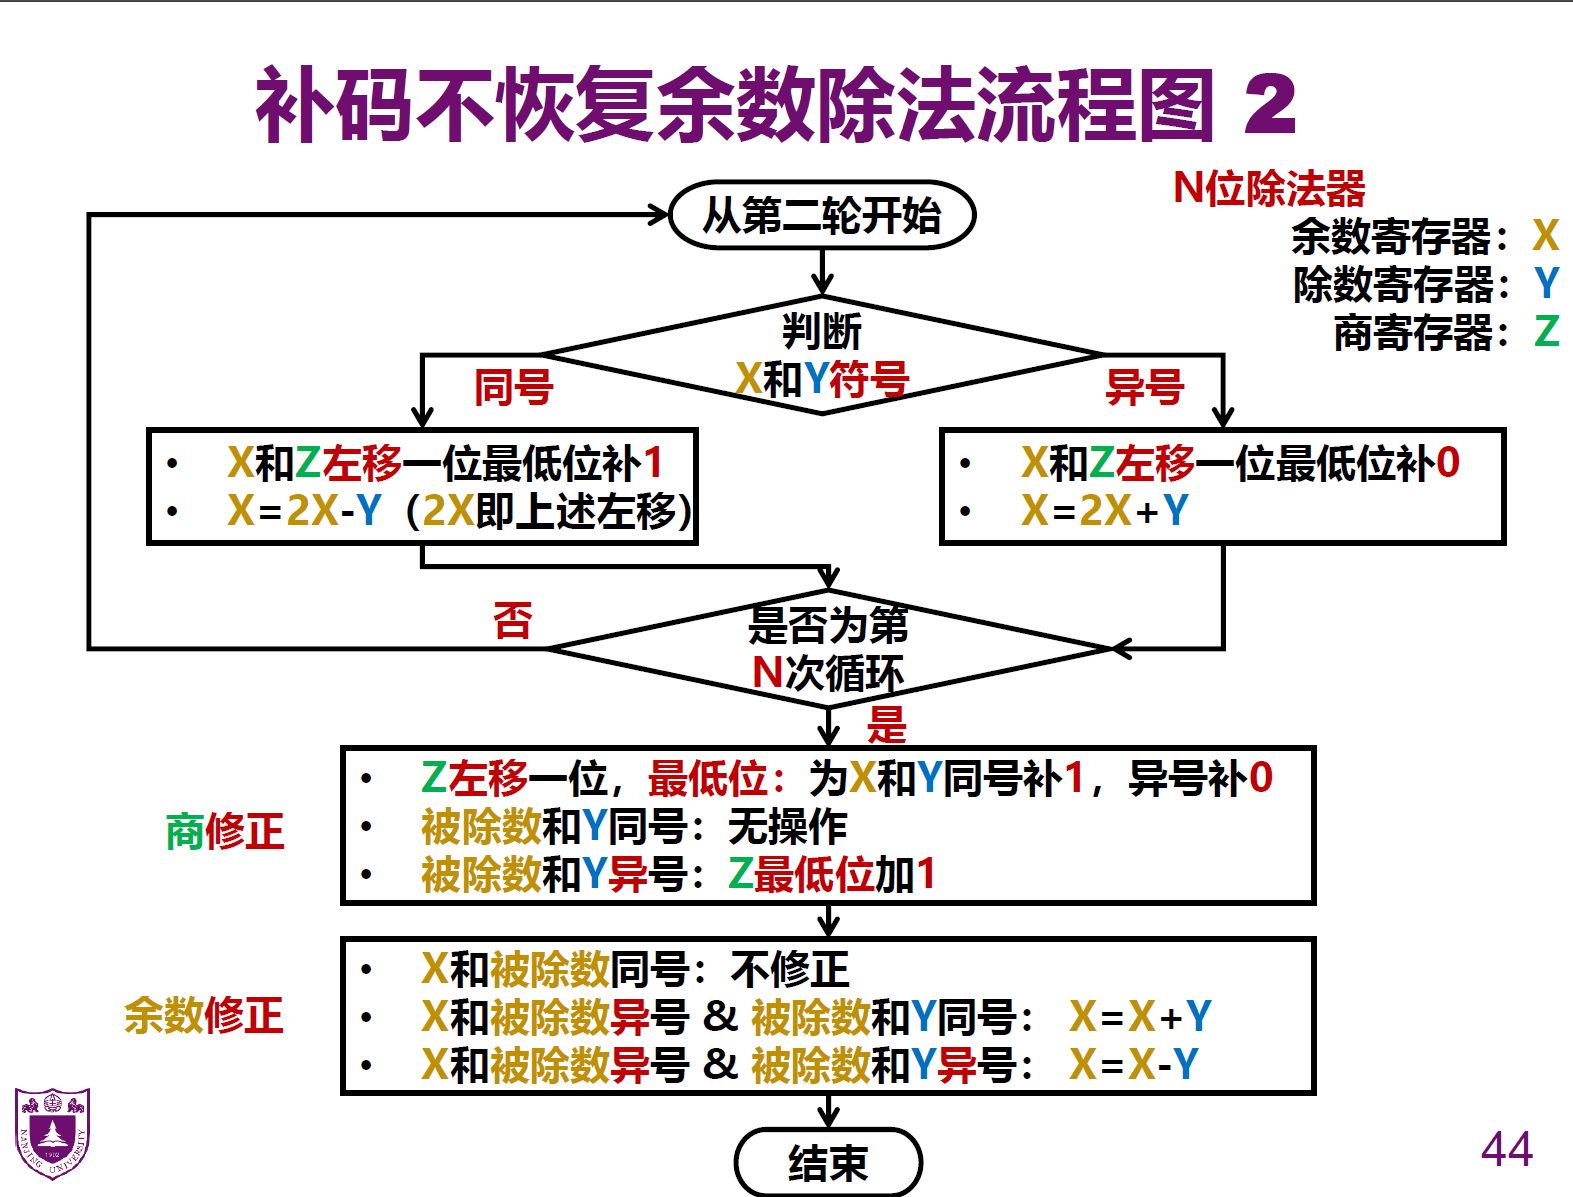 补码不恢复余数除法流程图 2
N位除法器
余数寄存器：X
除数寄存器：Y
商寄存器：Z
从第二轮开始
判断
X和Y符号
同号
异号
• X和Z左移一位最低位补1
• X=2X-Y（2X即上述左移）
• X和Z左移一位最低位补0
• X=2X+Y
否
是否为第
N次循环
是
商修正
• Z左移一位，最低位：为X和Y同号补1，异号补0
• 被除数和Y同号：无操作
• 被除数和Y异号：Z最低位加1
余数修正
• X和被除数同号：不修正
• X和被除数异号 & 被除数和Y同号： X=X+Y
• X和被除数异号 & 被除数和Y异号： X=X-Y
结束
NANJING UNIVERSITY
1902
44